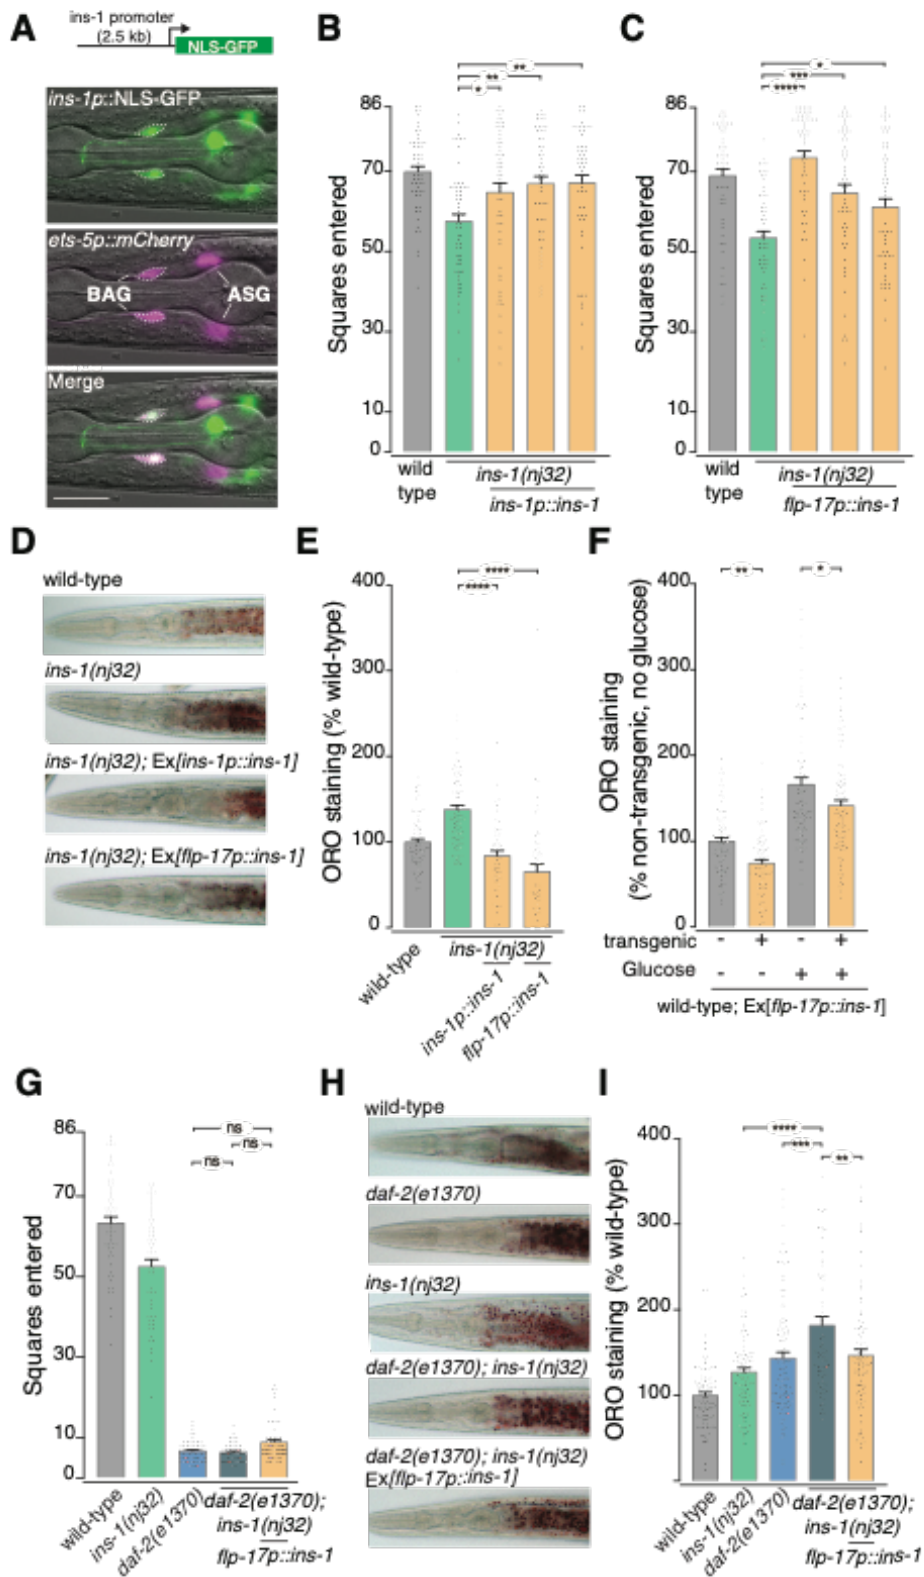 A
ins-1 promoter
(2.5 kb)
NLS-GFP
ins-1p::NLS-GFP
ets-5p::mCherry
BAG
ASG
Merge
B
**
**
*
Squares entered
86
70
50
30
10
0
wild
type
ins-1(nj32)
ins-1p::ins-1
C
*
***
****
Squares entered
86
70
50
30
10
0
wild
type
ins-1(nj32)
flp-17p::ins-1
D
wild-type
ins-1(nj32)
ins-1(nj32); Ex[ins-1p::ins-1]
ins-1(nj32); Ex[flp-17p::ins-1]
E
****
****
ORO staining (% wild-type)
400
300
200
100
0
wild-type
ins-1(nj32)
ins-1p::ins-1
flp-17p::ins-1
F
**
*
ORO staining
(% non-transgenic, no glucose)
400
300
200
100
0
transgenic - + - +
Glucose - - + +
wild-type; Ex[flp-17p::ins-1]
G
ns
ns
ns
Squares entered
86
70
50
30
10
0
wild-type
ins-1(nj32)
daf-2(e1370)
daf-2(e1370);
ins-1(nj32)
flp-17p::ins-1
H
wild-type
daf-2(e1370)
ins-1(nj32)
daf-2(e1370); ins-1(nj32)
daf-2(e1370); ins-1(nj32)
Ex[flp-17p::ins-1]
I
****
***
**
ORO staining (% wild-type)
400
300
200
100
wild-type
ins-1(nj32)
daf-2(e1370)
daf-2(e1370);
ins-1(nj32)
flp-17p::ins-1